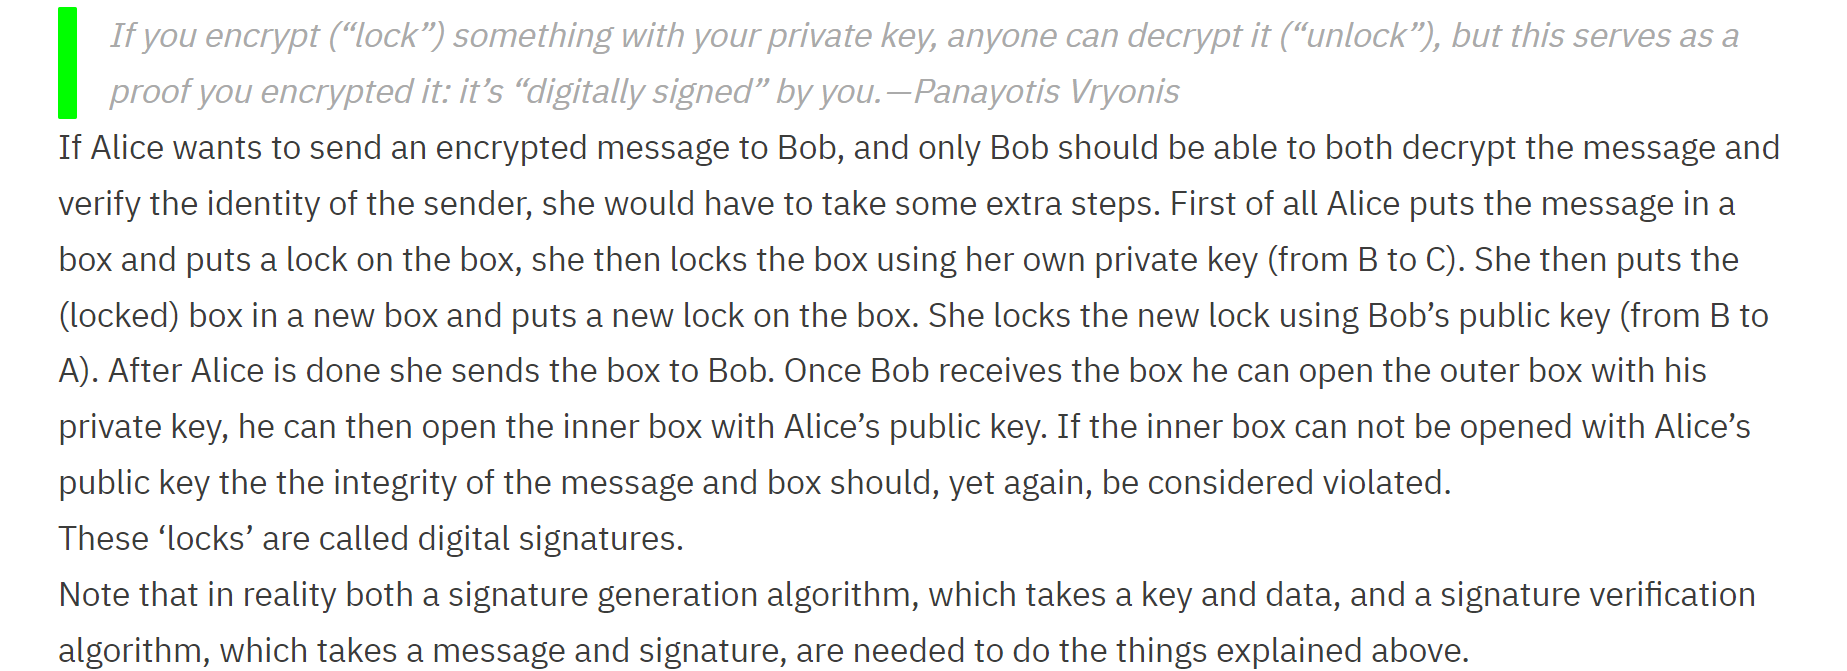 If you encrypt (“lock”) something with your private key, anyone can decrypt it (“unlock”), but this serves as a
proof you encrypted it: it’s “digitally signed” by you.—Panayotis Vryonis
If Alice wants to send an encrypted message to Bob, and only Bob should be able to both decrypt the message and
verify the identity of the sender, she would have to take some extra steps. First of all Alice puts the message in a
box and puts a lock on the box, she then locks the box using her own private key (from B to C). She then puts the
(locked) box in a new box and puts a new lock on the box. She locks the new lock using Bob’s public key (from B to
A). After Alice is done she sends the box to Bob. Once Bob receives the box he can open the outer box with his
private key, he can then open the inner box with Alice’s public key. If the inner box can not be opened with Alice’s
public key the the integrity of the message and box should, yet again, be considered violated.
These ‘locks’ are called digital signatures.
Note that in reality both a signature generation algorithm, which takes a key and data, and a signature verification
algorithm, which takes a message and signature, are needed to do the things explained above.